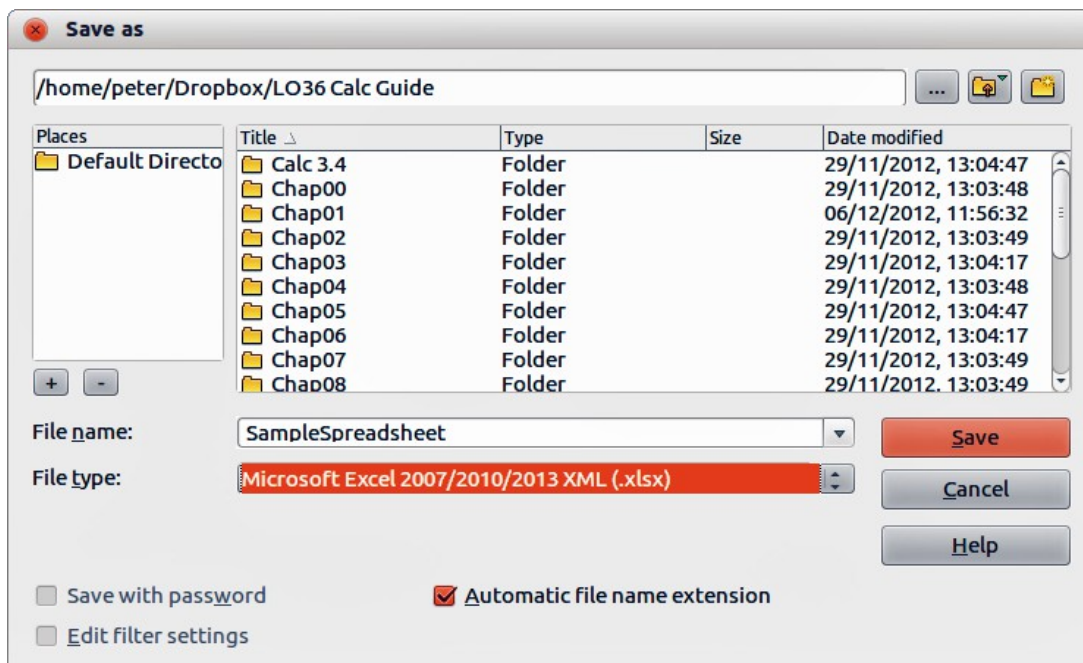 Save as
/home/peter/Dropbox/LO36 Calc Guide
...
Places
Default Directo
Title Type Size Date modified
Calc 3.4 Folder 29/11/2012, 13:04:47
Chap00 Folder 29/11/2012, 13:03:48
Chap01 Folder 06/12/2012, 11:56:32
Chap02 Folder 29/11/2012, 13:03:49
Chap03 Folder 29/11/2012, 13:04:17
Chap04 Folder 29/11/2012, 13:03:48
Chap05 Folder 29/11/2012, 13:04:47
Chap06 Folder 29/11/2012, 13:04:17
Chap07 Folder 29/11/2012, 13:03:49
Chap08 Folder 29/11/2012, 13:03:49
+ -
File name: SampleSpreadsheet
Save
File type: Microsoft Excel 2007/2010/2013 XML (.xlsx)
Cancel
Help
Save with password
Automatic file name extension
Edit filter settings